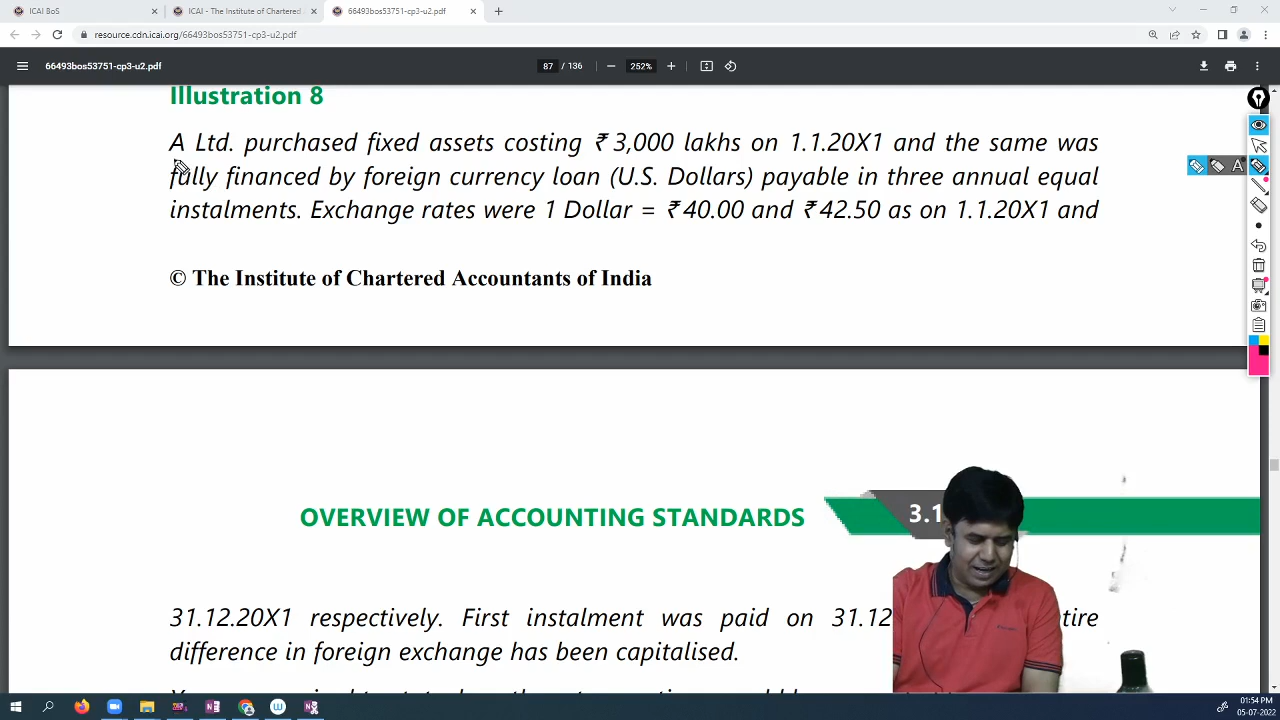 ICAI BoS
ICAI - The Institute of Chartered
66493bos53751-cp3-u2.pdf
resource.cdn.icai.org/66493bos53751-cp3-u2.pdf
66493bos53751-cp3-u2.pdf
87 / 136
252%
Illustration 8
A Ltd. purchased fixed assets costing ₹ 3,000 lakhs on 1.1.20X1 and the same was
fully financed by foreign currency loan (U.S. Dollars) payable in three annual equal
instalments. Exchange rates were 1 Dollar = ₹ 40.00 and ₹ 42.50 as on 1.1.20X1 and
© The Institute of Chartered Accountants of India
OVERVIEW OF ACCOUNTING STANDARDS
3.1
31.12.20X1 respectively. First instalment was paid on 31.12
difference in foreign exchange has been capitalised.
A
01:54 PM
05-07-2022